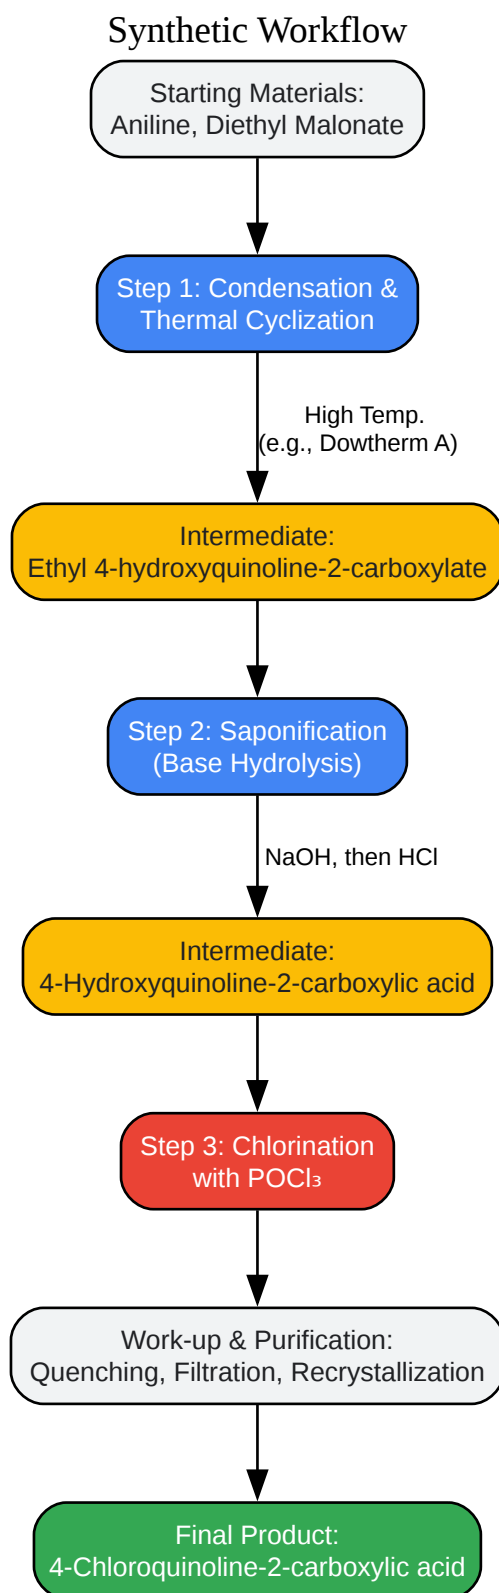 Synthetic Workflow
Starting Materials:
Aniline, Diethyl Malonate
Step 1: Condensation &
Thermal Cyclization
High Temp.
(e.g., Dowtherm A)
Intermediate:
Ethyl 4-hydroxyquinoline-2-carboxylate
Step 2: Saponification
(Base Hydrolysis)
NaOH, then HCl
Intermediate:
4-Hydroxyquinoline-2-carboxylic acid
Step 3: Chlorination
with POCl₃
Work-up & Purification:
Quenching, Filtration, Recrystallization
Final Product:
4-Chloroquinoline-2-carboxylic acid